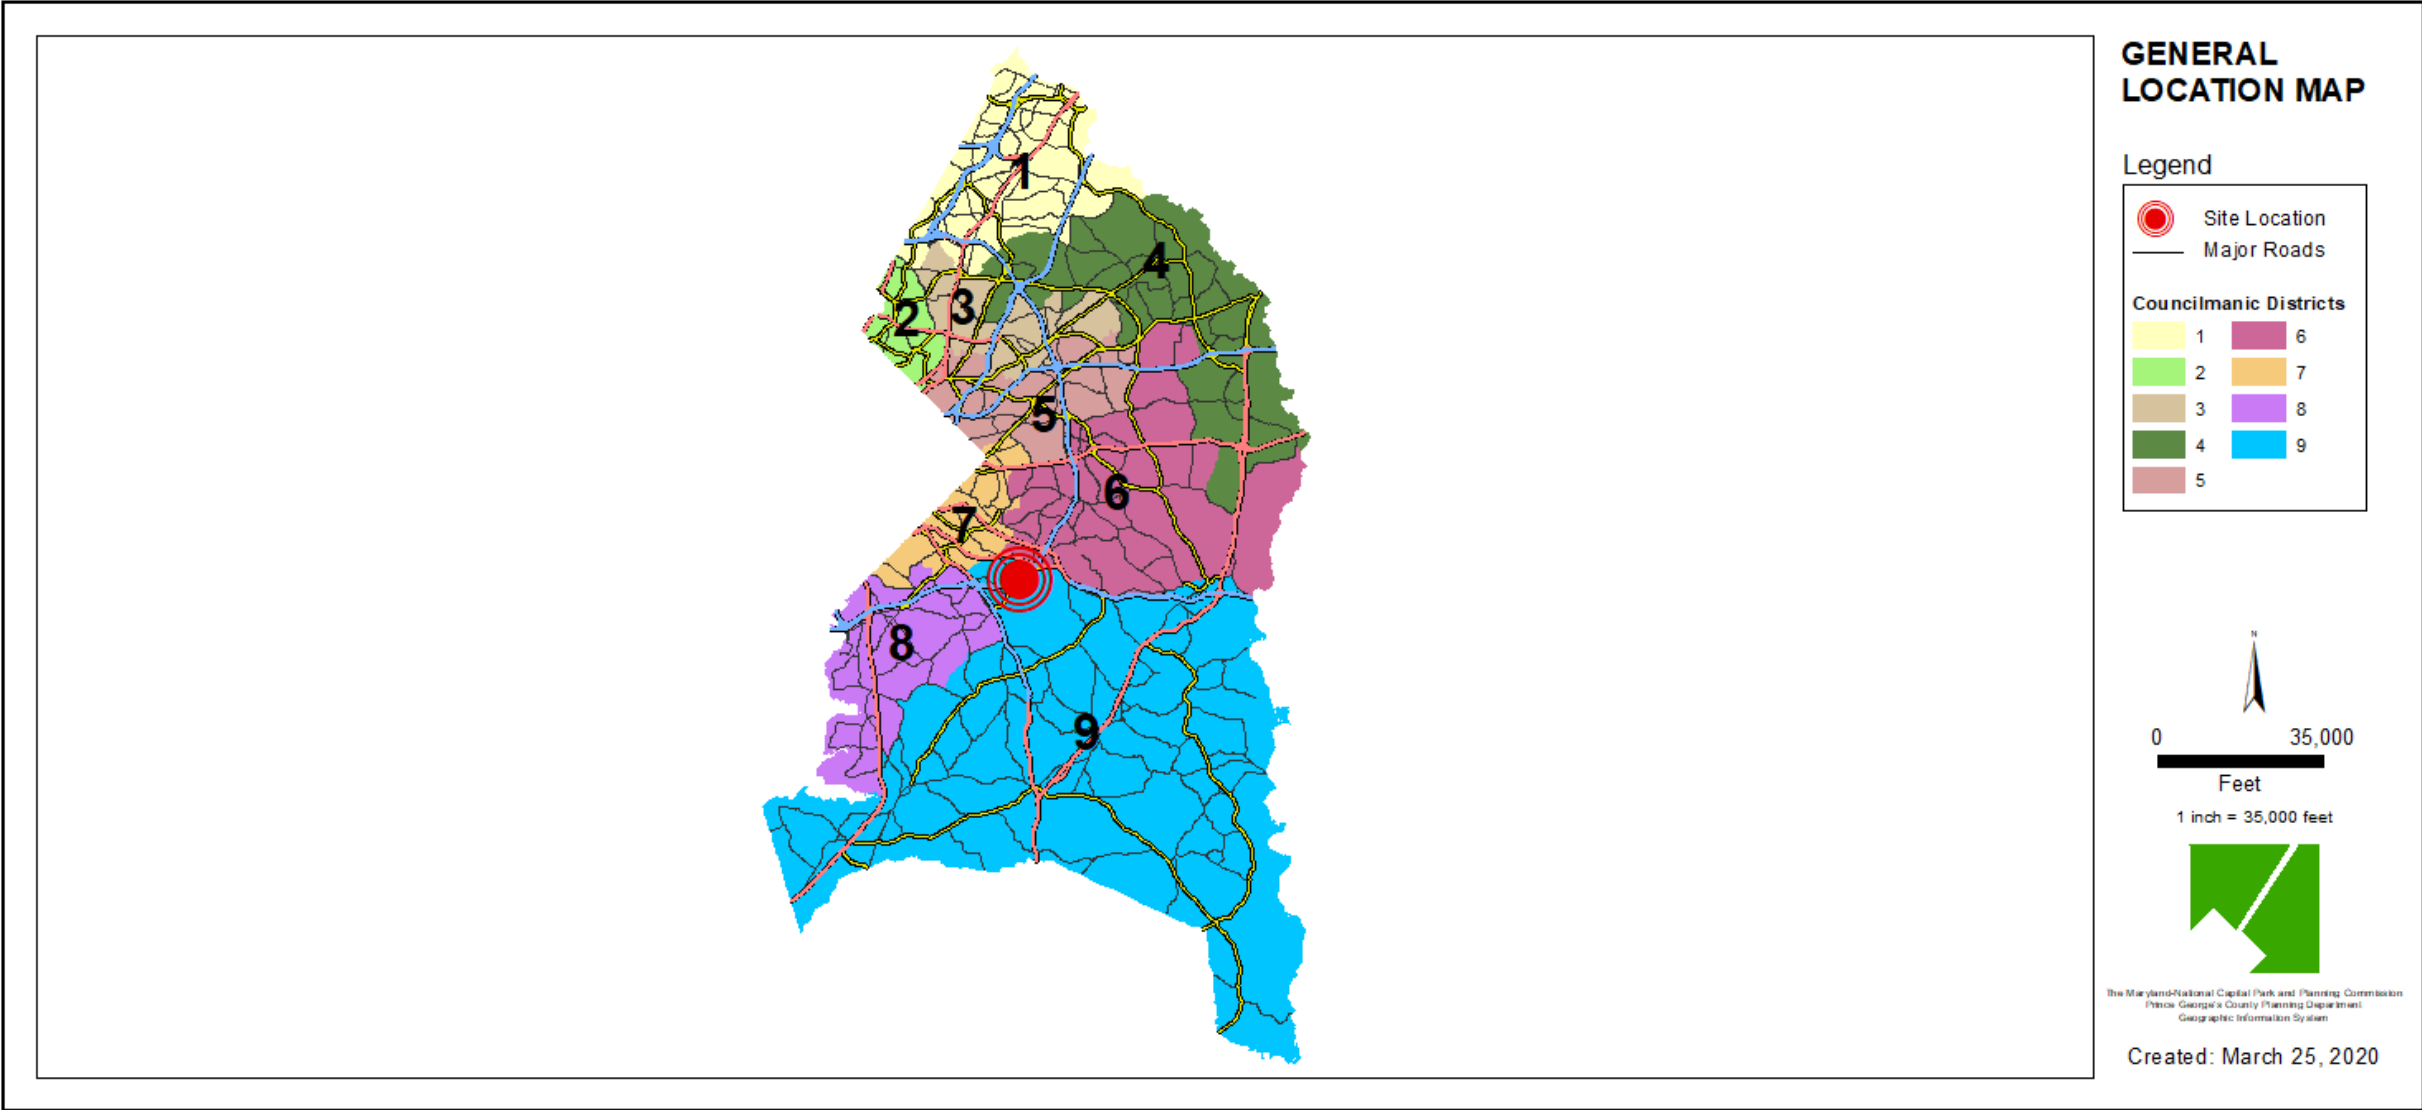 GENERAL
LOCATION MAP
Legend
Site Location
Major Roads
Councilmanic Districts
1 6
2 7
3 8
4 9
5
1
4
3
2
5
6
7
8
9
N
0 35,000
Feet
1 inch = 35,000 feet
The Maryland-National Capital Park and Planning Commission
Prince George's County Planning Department
Geographic Information System
Created: March 25, 2020